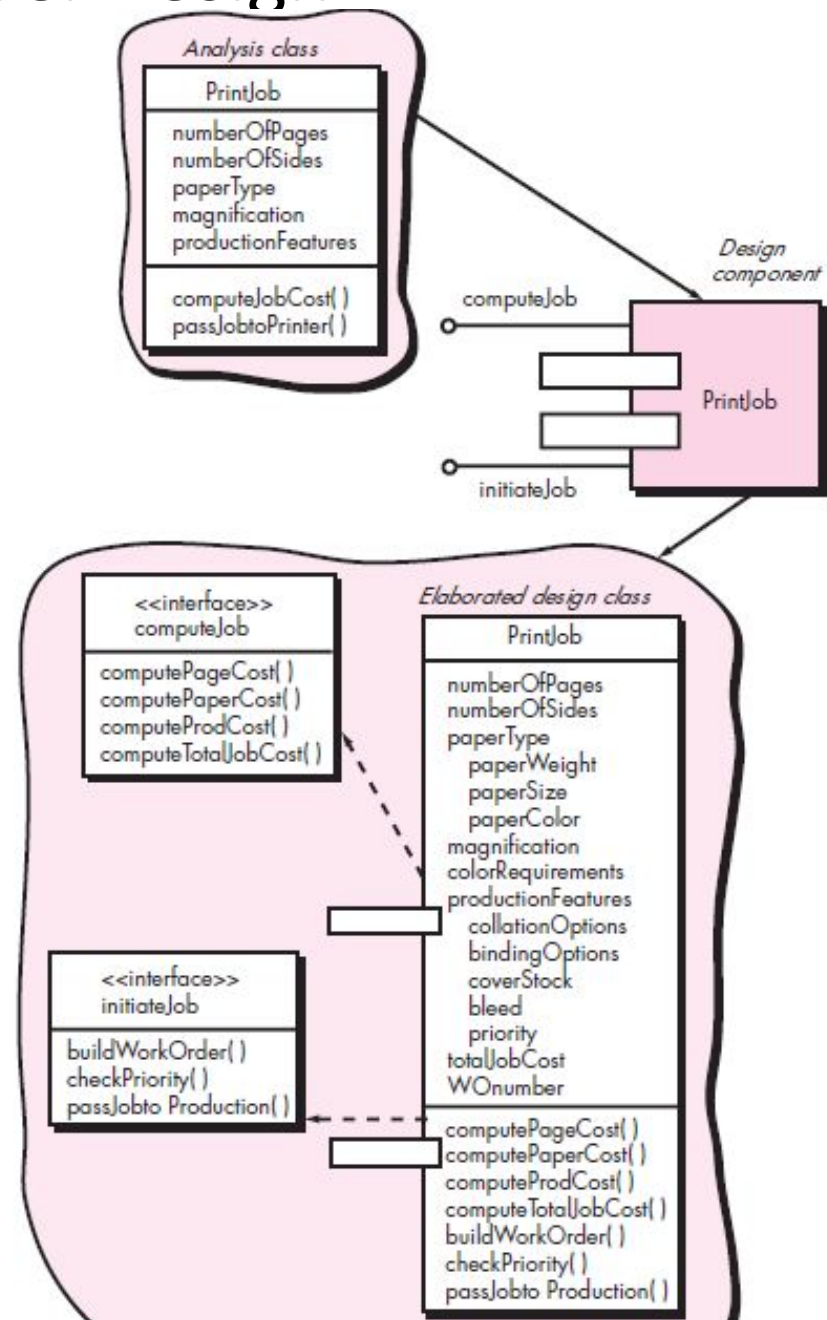 Analysis class
PrintJob
numberOfPages
numberOfSides
paperType
magnification
productionFeatures
computeJobCost( )
passJobtoPrinter( )
Design
component
computeJob
PrintJob
initiateJob
<<interface>>
computeJob
computePageCost( )
computePaperCost( )
computeProdCost( )
computeTotalJobCost( )
Elaborated design class
PrintJob
numberOfPages
numberOfSides
paperType
paperWeight
paperSize
paperColor
magnification
colorRequirements
productionFeatures
collationOptions
bindingOptions
coverStock
bleed
priority
totalJobCost
WOnumber
<<interface>>
initiateJob
buildWorkOrder( )
checkPriority( )
passJobto Production( )
computePageCost( )
computePaperCost( )
computeProdCost( )
computeTotalJobCost( )
buildWorkOrder( )
checkPriority( )
passJobto Production( )